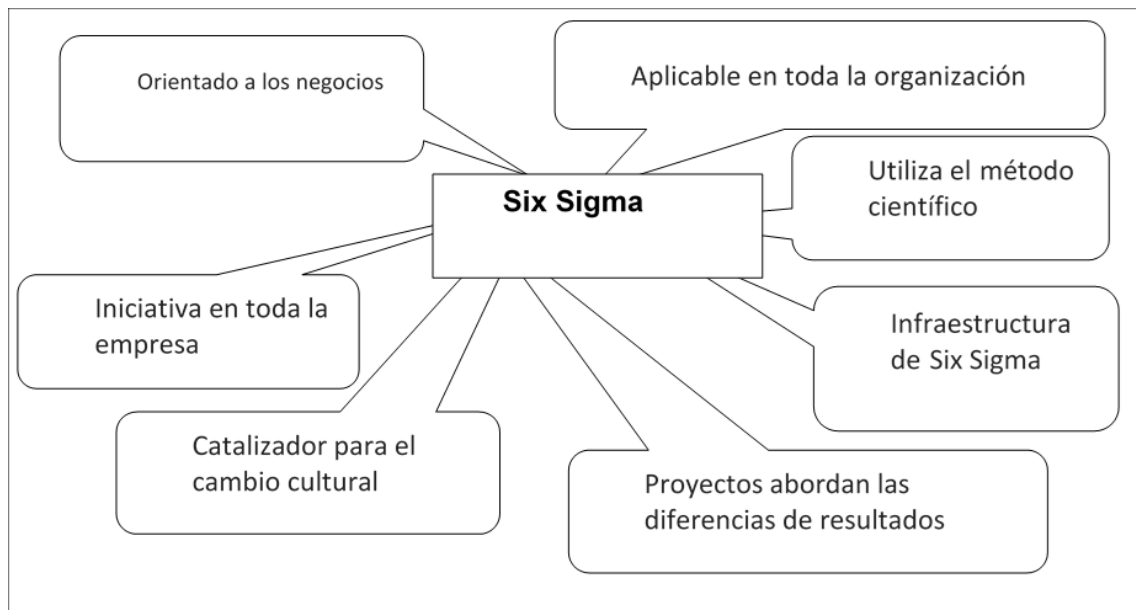 Orientado a los negocios
Aplicable en toda la organización
Six Sigma
Utiliza el método
científico
Iniciativa en toda la
empresa
Infraestructura
de Six Sigma
Catalizador para el
cambio cultural
Proyectos abordan las
diferencias de resultados